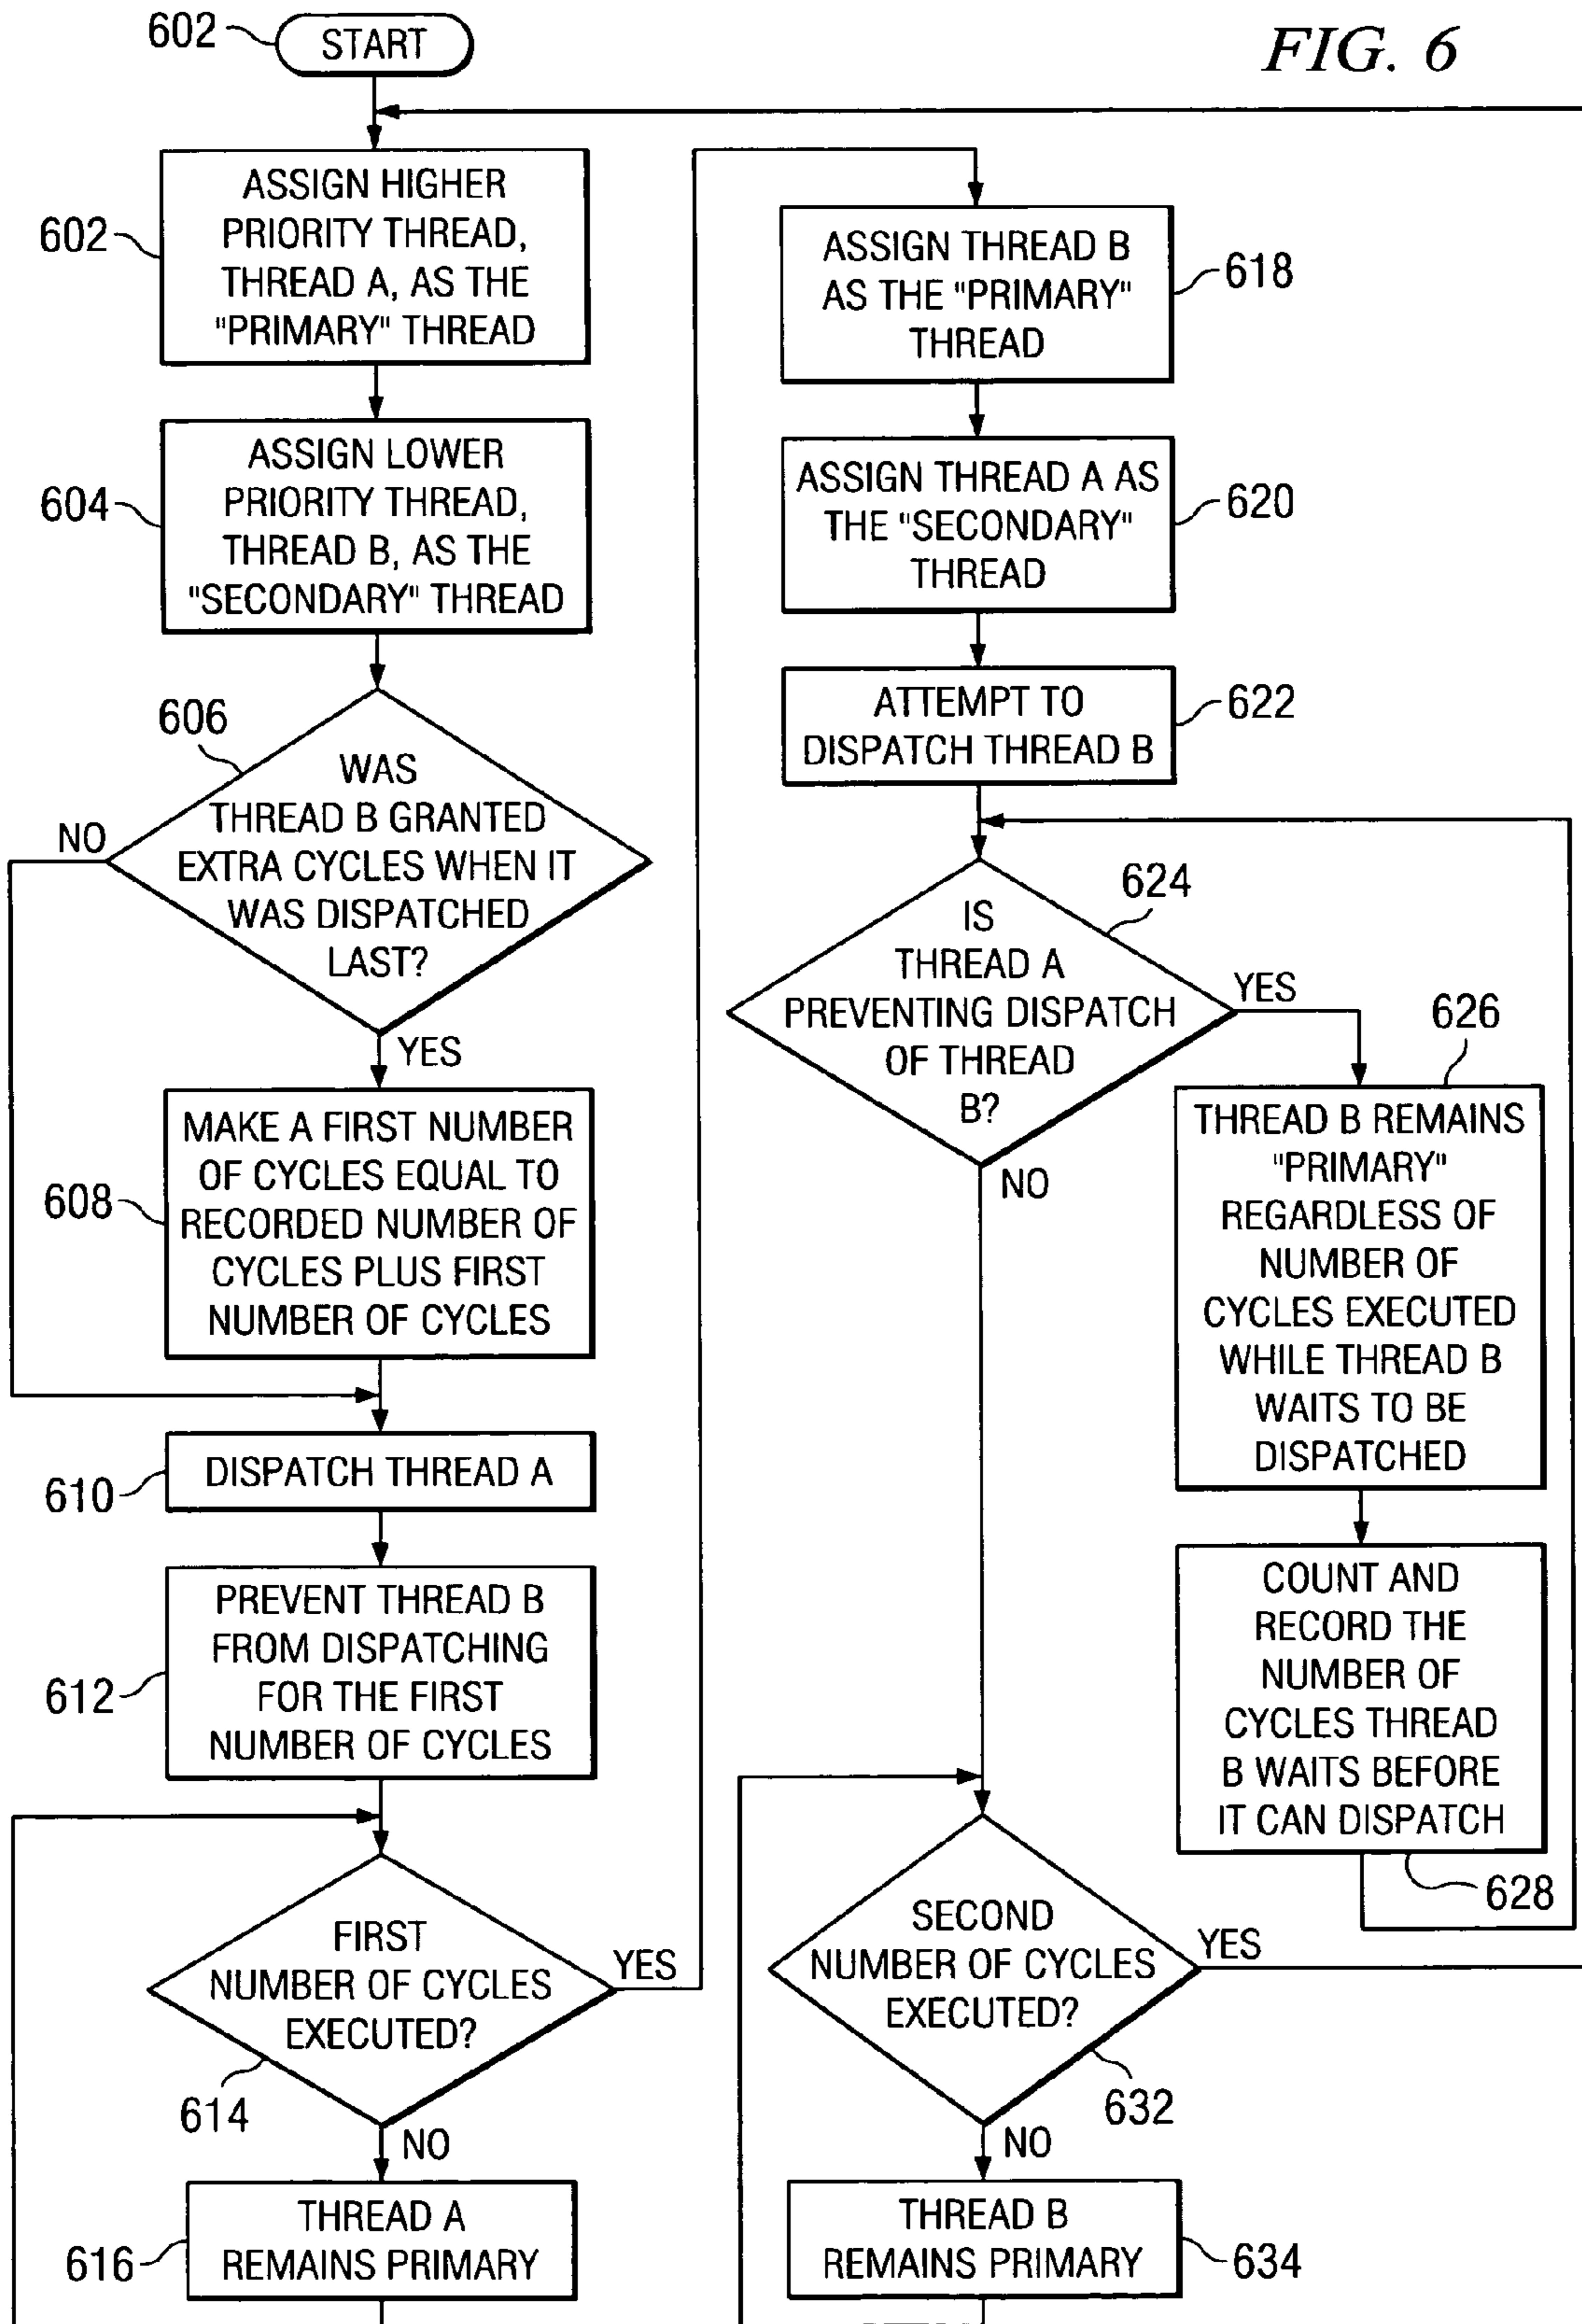 602
START
FIG. 6
602
ASSIGN HIGHER
PRIORITY THREAD,
THREAD A, AS THE
"PRIMARY" THREAD
604
ASSIGN LOWER
PRIORITY THREAD,
THREAD B, AS THE
"SECONDARY" THREAD
606
WAS
THREAD B GRANTED
EXTRA CYCLES WHEN IT
WAS DISPATCHED
LAST?
NO
YES
608
MAKE A FIRST NUMBER
OF CYCLES EQUAL TO
RECORDED NUMBER OF
CYCLES PLUS FIRST
NUMBER OF CYCLES
610
DISPATCH THREAD A
612
PREVENT THREAD B
FROM DISPATCHING
FOR THE FIRST
NUMBER OF CYCLES
FIRST
NUMBER OF CYCLES
EXECUTED?
YES
614
NO
616
THREAD A
REMAINS PRIMARY
ASSIGN THREAD B
AS THE "PRIMARY"
THREAD
618
ASSIGN THREAD A AS
THE "SECONDARY"
THREAD
620
ATTEMPT TO
DISPATCH THREAD B
622
624
IS
THREAD A
PREVENTING DISPATCH
OF THREAD
B?
YES
NO
626
THREAD B REMAINS
"PRIMARY"
REGARDLESS OF
NUMBER OF
CYCLES EXECUTED
WHILE THREAD B
WAITS TO BE
DISPATCHED
COUNT AND
RECORD THE
NUMBER OF
CYCLES THREAD
B WAITS BEFORE
IT CAN DISPATCH
628
SECOND
NUMBER OF CYCLES
EXECUTED?
YES
632
NO
THREAD B
REMAINS PRIMARY
634